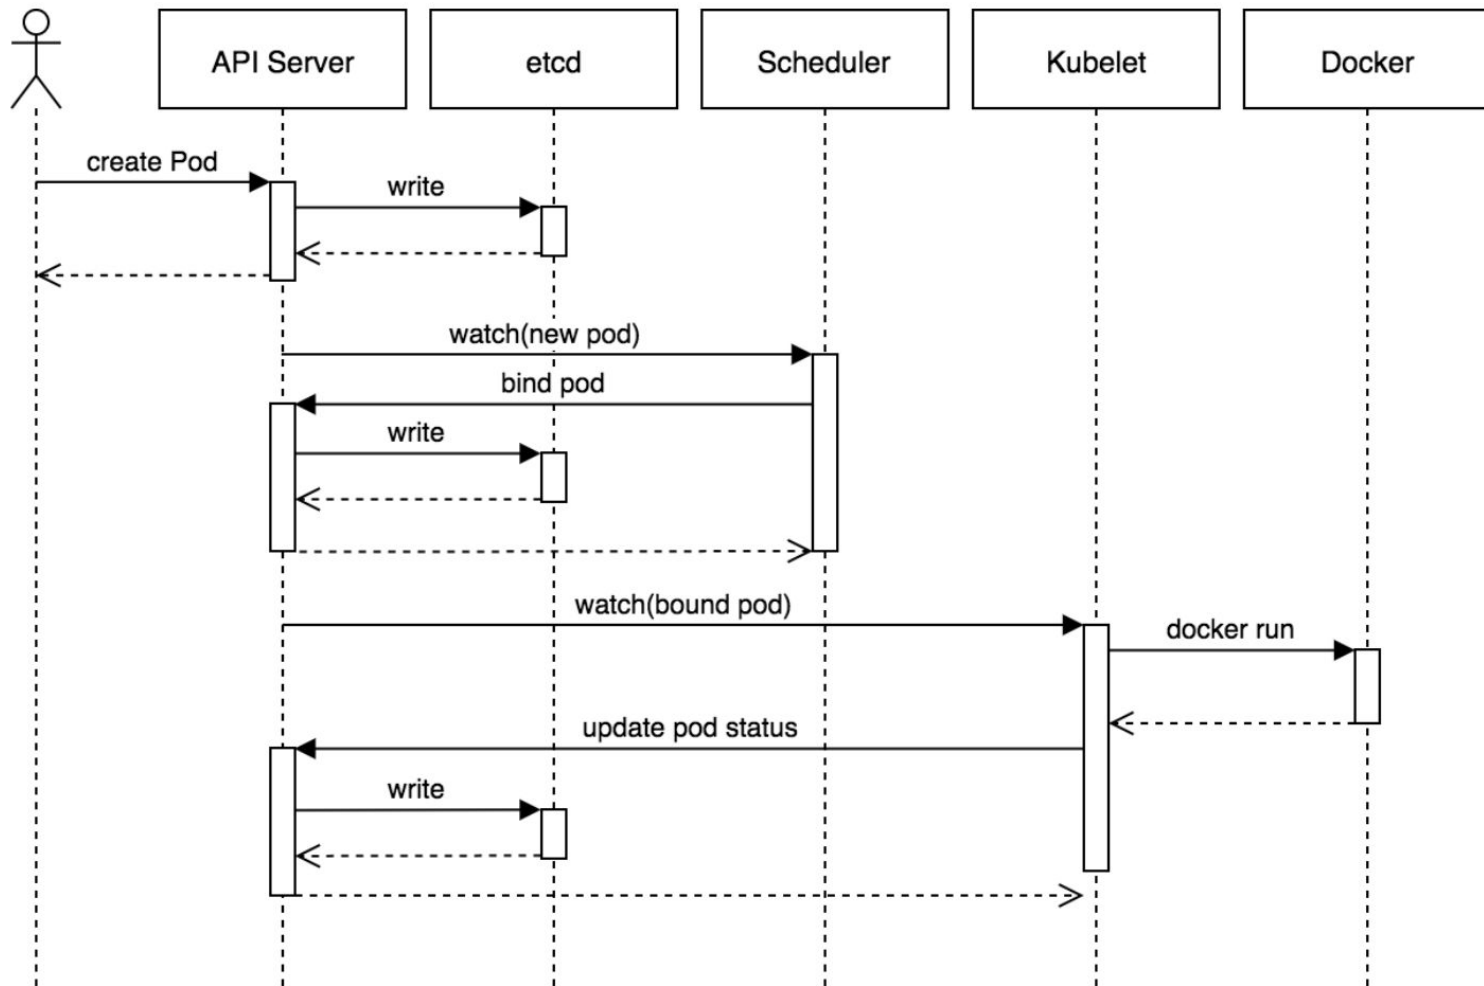 API Server
etcd
Scheduler
Kubelet
Docker
create Pod
write
watch(new pod)
bind pod
write
watch(bound pod)
docker run
update pod status
write